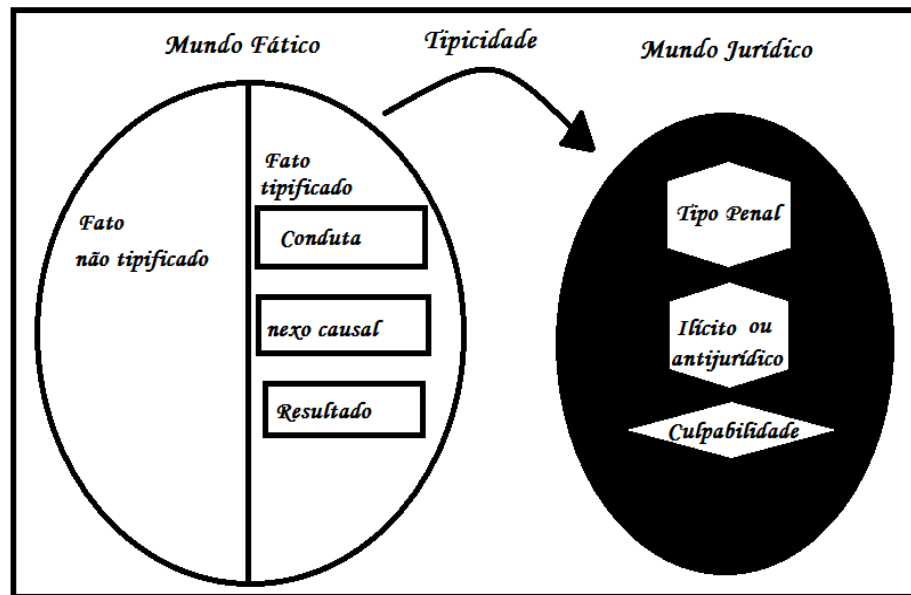 Mundo Fático
Tipicidade
Mundo Jurídico
Fato
não tipificado
Fato
tipificado
Conduta
nexo causal
Resultado
Tipo Penal
Ilícito ou
antijurídico
Culpabilidade